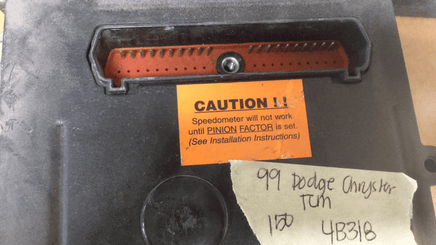 CAUTION !!
Speedometer will not work
until PINION FACTOR is set.
(See Installation Instructions)
99 Dodge Chrysler
TCM
150 4B318